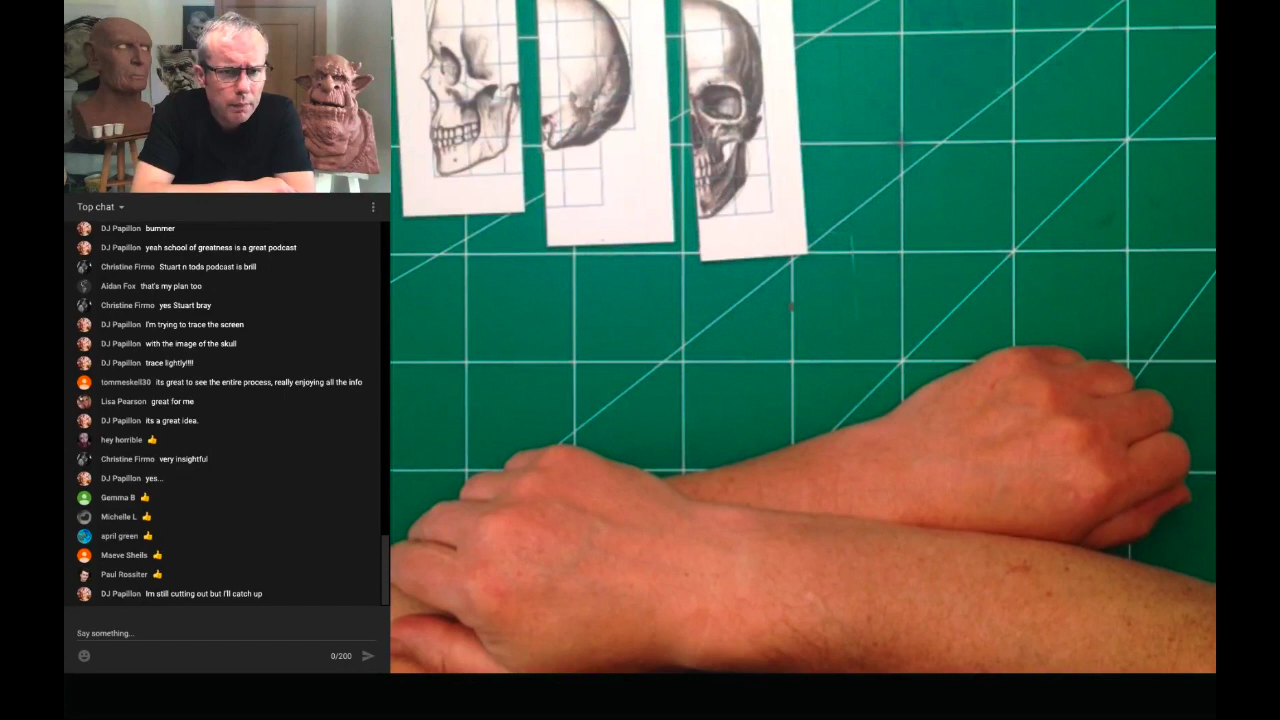 Top chat
DJ Papillon bummer
DJ Papillon yeah school of greatness is a great podcast
Christine Firmo Stuart n tods podcast is brill
Aidan Fox that's my plan too
Christine Firmo yes Stuart bray
DJ Papillon I'm trying to trace the screen
DJ Papillon with the image of the skull
DJ Papillon trace lightly!!!!
tommeskell30 its great to see the entire process, really enjoying all the info
Lisa Pearson great for me
DJ Papillon its a great idea.
hey horrible 👍
Christine Firmo very insightful
DJ Papillon yes...
Gemma B 👍
Michelle L 👍
april green 👍
Maeve Sheils 👍
Paul Rossiter 👍
DJ Papillon Im still cutting out but I'll catch up
Say something...
0/200